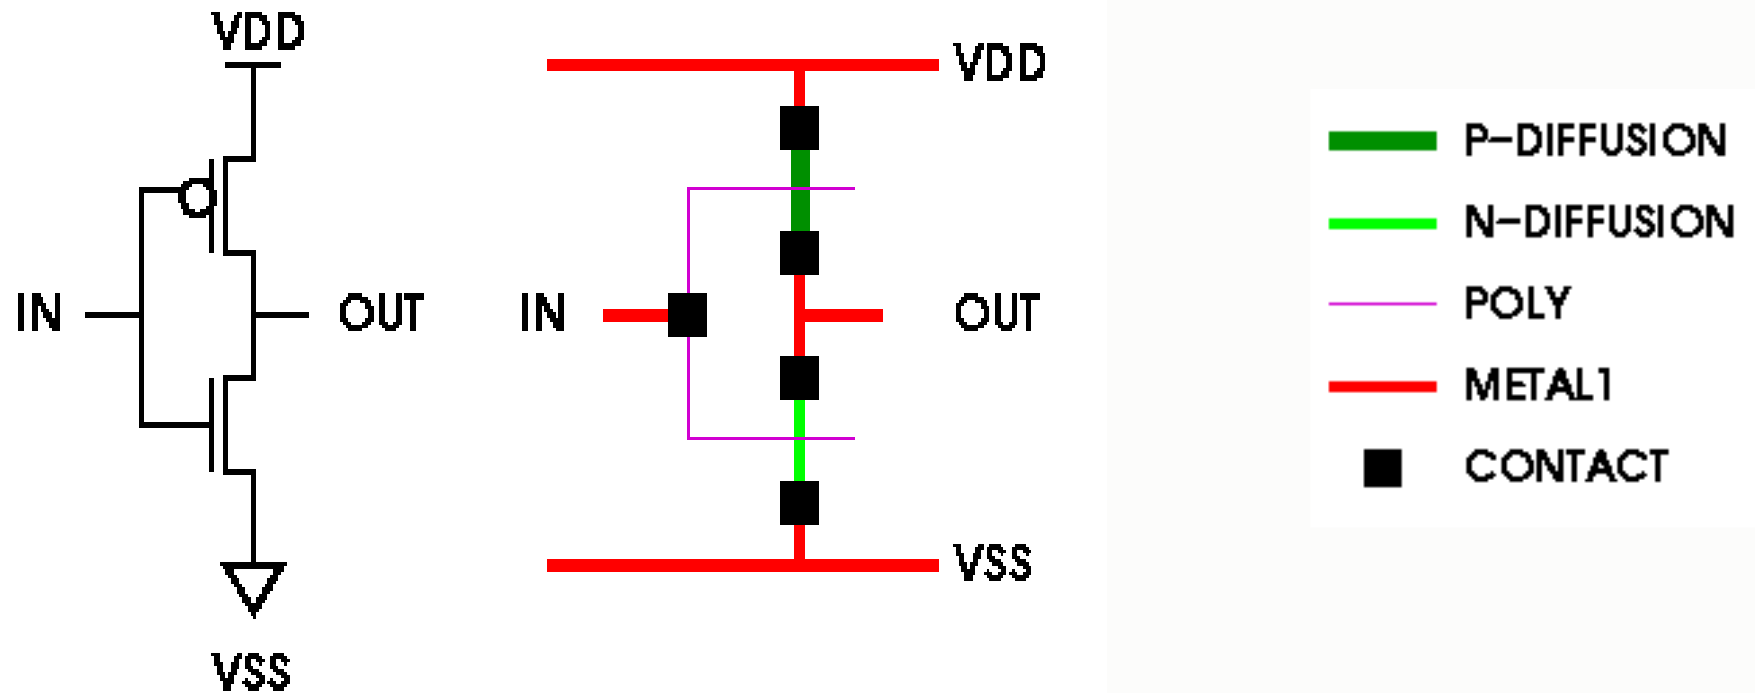 VDD
IN
OUT
VSS
VDD
IN
OUT
VSS
P-DIFFUSION
N-DIFFUSION
POLY
METAL1
CONTACT